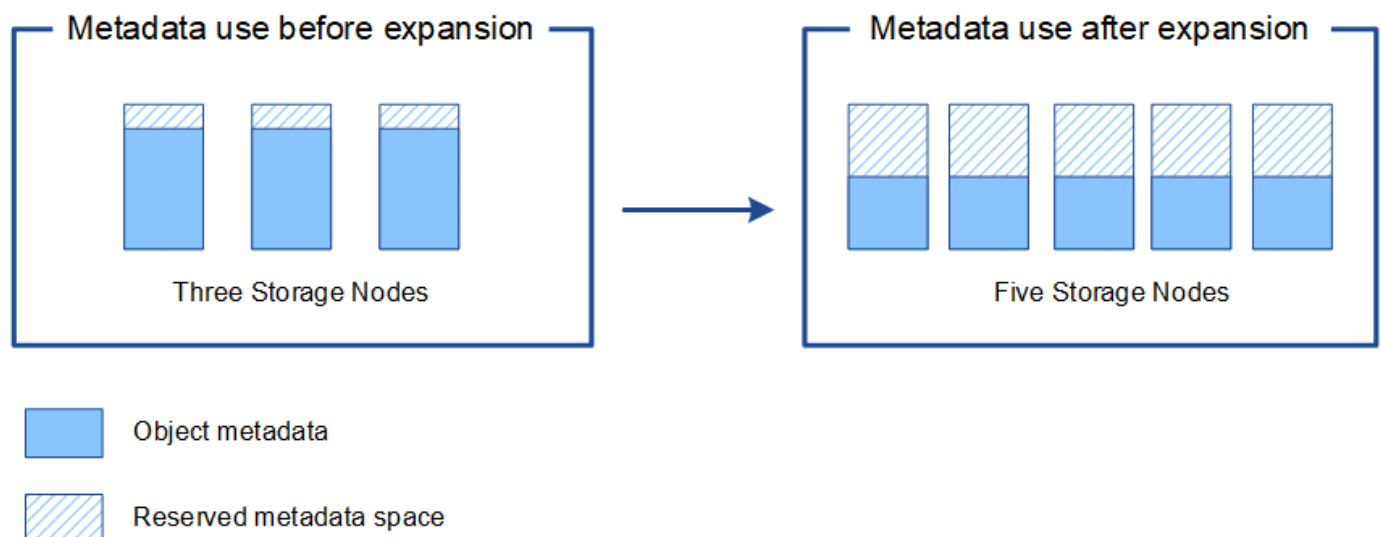 Metadata use before expansion
Three Storage Nodes
Metadata use after expansion
Five Storage Nodes
Object metadata
Reserved metadata space